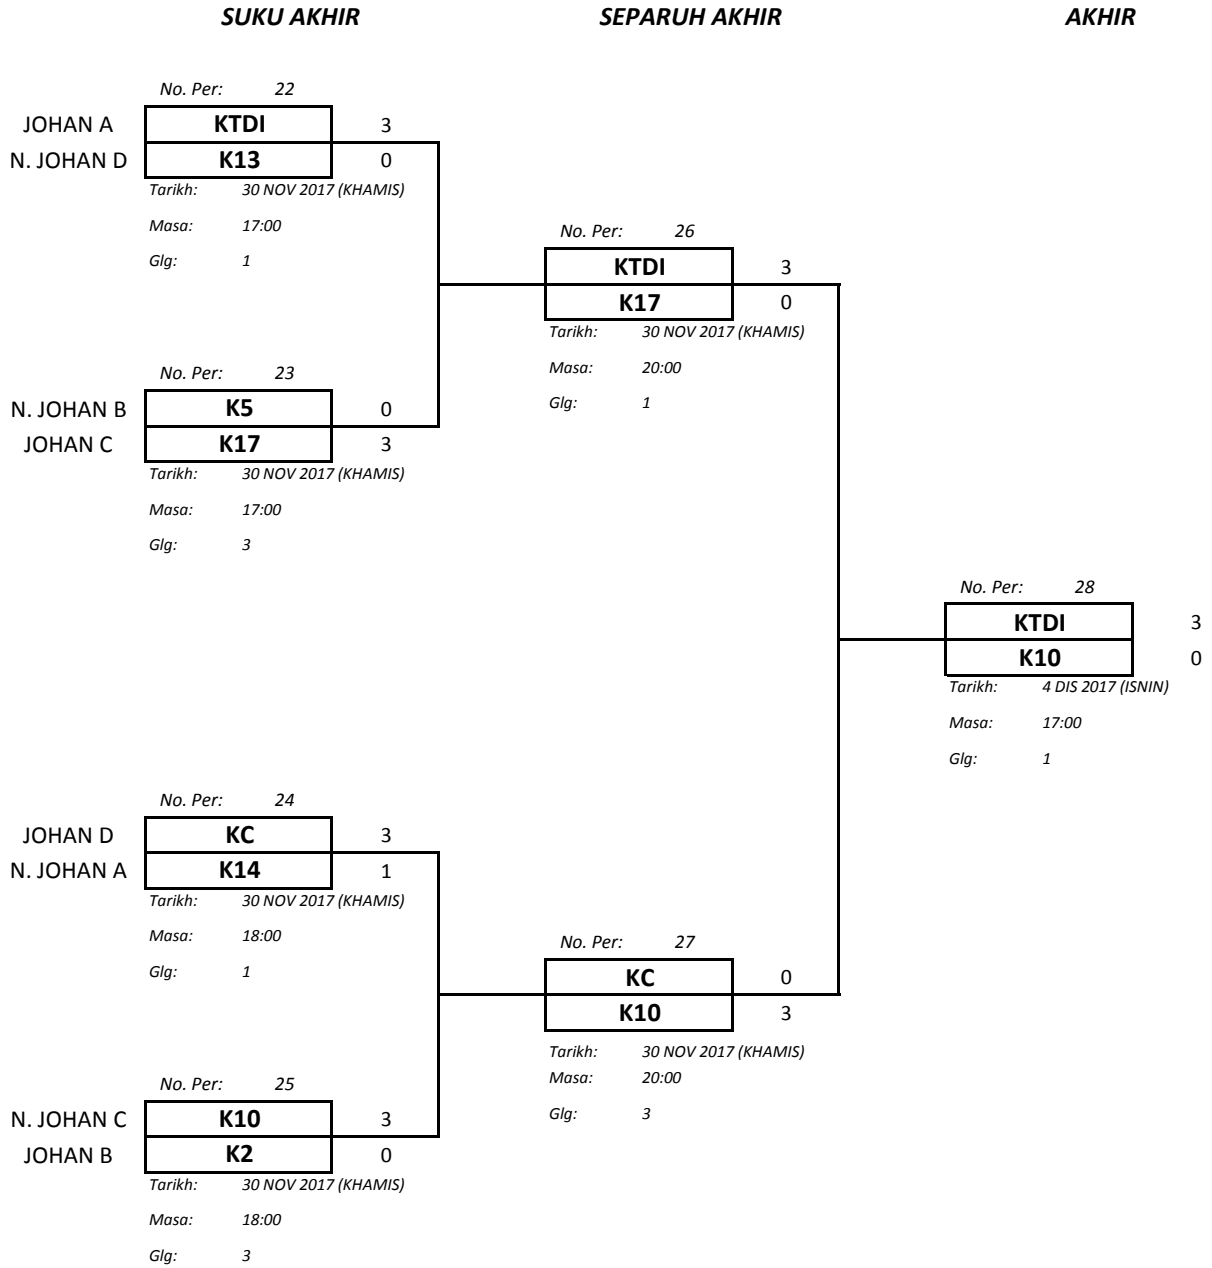 SUKU AKHIR SEPARUH AKHIR AKHIR
No. Per: 22
JOHAN A KTDI 3
N. JOHAN D K13 0
Tarikh: 30 NOV 2017 (KHAMIS)
Masa: 17:00
Glg: 1
No. Per: 23
N. JOHAN B K5 0
JOHAN C K17 3
Tarikh: 30 NOV 2017 (KHAMIS)
Masa: 17:00
Glg: 3
No. Per: 24
JOHAN D KC 3
N. JOHAN A K14 1
Tarikh: 30 NOV 2017 (KHAMIS)
Masa: 18:00
Glg: 1
No. Per: 25
N. JOHAN C K10 3
JOHAN B K2 0
Tarikh: 30 NOV 2017 (KHAMIS)
Masa: 18:00
Glg: 3
No. Per: 26
KTDI 3
K17 0
Tarikh: 30 NOV 2017 (KHAMIS)
Masa: 20:00
Glg: 1
No. Per: 27
KC 0
K10 3
Tarikh: 30 NOV 2017 (KHAMIS)
Masa: 20:00
Glg: 3
No. Per: 28
KTDI 3
K10 0
Tarikh: 4 DIS 2017 (ISNIN)
Masa: 17:00
Glg: 1